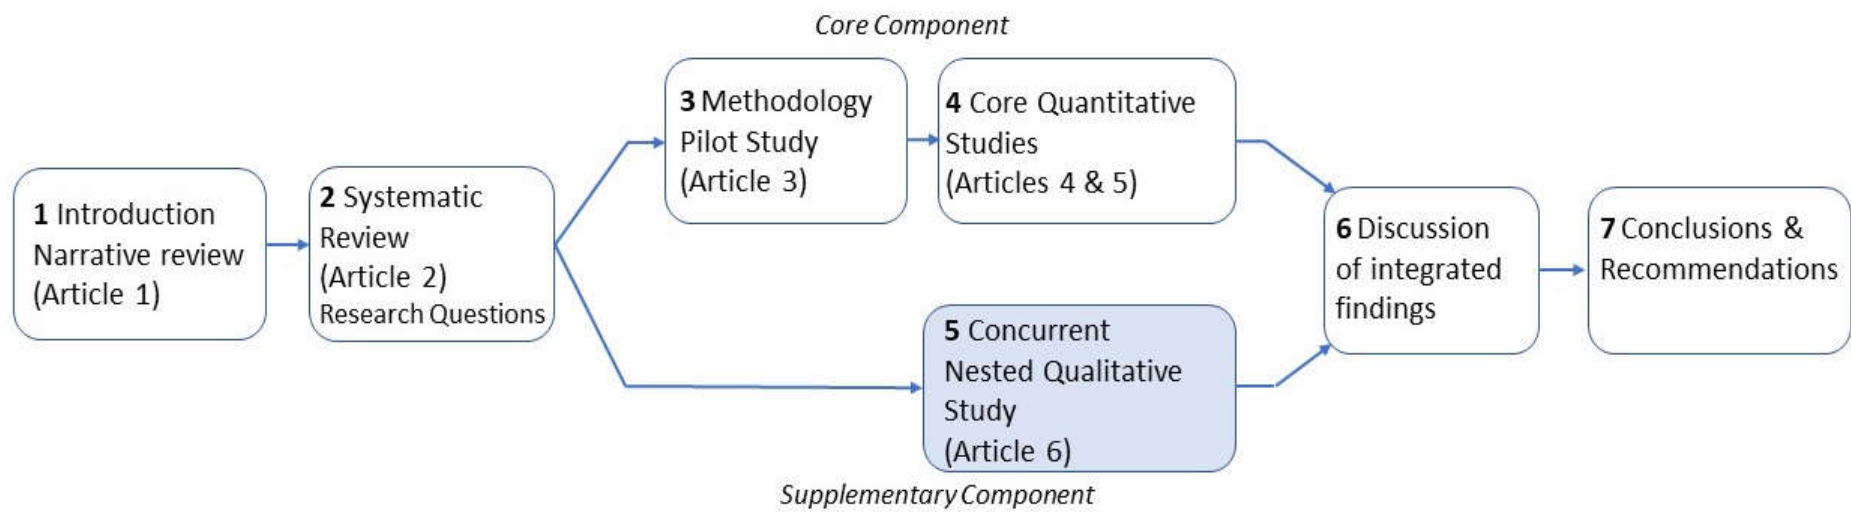 Core Component
1 Introduction
Narrative review
(Article 1)
2 Systematic
Review
(Article 2)
Research Questions
3 Methodology
Pilot Study
(Article 3)
4 Core Quantitative
Studies
(Articles 4 & 5)
5 Concurrent
Nested Qualitative
Study
(Article 6)
6 Discussion
of integrated
findings
7 Conclusions &
Recommendations
Supplementary Component